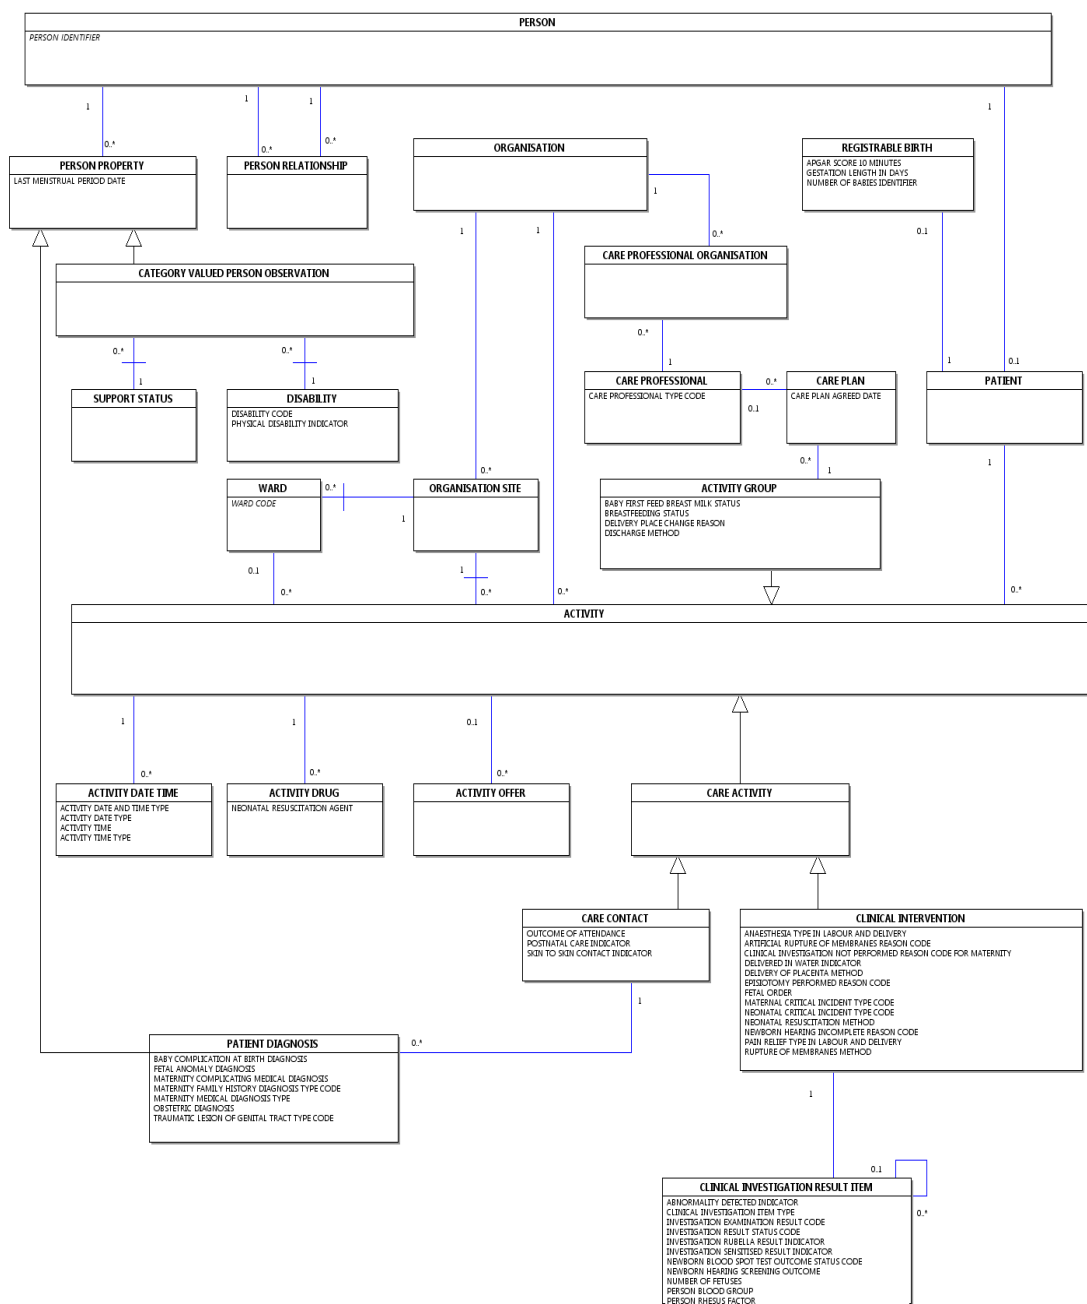 PERSON
PERSON IDENTIFIER
1
1
1
1
0..*
0..*
0..*
PERSON PROPERTY
LAST MENSTRUAL PERIOD DATE
PERSON RELATIONSHIP
ORGANISATION
REGISTRABLE BIRTH
APGAR SCORE 10 MINUTES
GESTATION LENGTH IN DAYS
NUMBER OF BABIES IDENTIFIER
1
1
1
0..*
0..1
CATEGORY VALUED PERSON OBSERVATION
CARE PROFESSIONAL ORGANISATION
0..*
1
0..*
1
0..*
1
1
0..1
SUPPORT STATUS
DISABILITY
DISABILITY CODE
PHYSICAL DISABILITY INDICATOR
CARE PROFESSIONAL
CARE PROFESSIONAL TYPE CODE
0..*
0..1
CARE PLAN
CARE PLAN AGREED DATE
PATIENT
0..*
1
1
0..*
WARD
WARD CODE
0..*
1
ORGANISATION SITE
ACTIVITY GROUP
BABY FIRST FEED BREAST MILK STATUS
BREASTFEEDING STATUS
DELIVERY PLACE CHANGE REASON
DISCHARGE METHOD
0..1
0..*
1
0..*
0..*
0..*
ACTIVITY
1
1
0..1
0..*
0..*
0..*
ACTIVITY DATE TIME
ACTIVITY DATE AND TIME TYPE
ACTIVITY DATE TYPE
ACTIVITY TIME
ACTIVITY TIME TYPE
ACTIVITY DRUG
NEONATAL RESUSCITATION AGENT
ACTIVITY OFFER
CARE ACTIVITY
CARE CONTACT
OUTCOME OF ATTENDANCE
POSTNATAL CARE INDICATOR
SKIN TO SKIN CONTACT INDICATOR
CLINICAL INTERVENTION
ANAESTHESIA TYPE IN LABOUR AND DELIVERY
ARTIFICIAL RUPTURE OF MEMBRANES REASON CODE
CLINICAL INVESTIGATION NOT PERFORMED REASON CODE FOR MATERNITY
DELIVERED IN WATER INDICATOR
DELIVERY OF PLACENTA METHOD
EPISIOTOMY PERFORMED REASON CODE
FETAL ORDER
MATERNAL CRITICAL INCIDENT TYPE CODE
NEONATAL CRITICAL INCIDENT TYPE CODE
NEONATAL RESUSCITATION METHOD
NEWBORN HEARING INCOMPLETE REASON CODE
PAIN RELIEF TYPE IN LABOUR AND DELIVERY
RUPTURE OF MEMBRANES METHOD
1
0..*
PATIENT DIAGNOSIS
BABY COMPLICATION AT BIRTH DIAGNOSIS
FETAL ANOMALY DIAGNOSIS
MATERNITY COMPLICATING MEDICAL DIAGNOSIS
MATERNITY FAMILY HISTORY DIAGNOSIS TYPE CODE
MATERNITY MEDICAL DIAGNOSIS TYPE
OBSTETRIC DIAGNOSIS
TRAUMATIC LESION OF GENITAL TRACT TYPE CODE
1
0..1
0..*
CLINICAL INVESTIGATION RESULT ITEM
ABNORMALITY DETECTED INDICATOR
CLINICAL INVESTIGATION ITEM TYPE
INVESTIGATION EXAMINATION RESULT CODE
INVESTIGATION RESULT STATUS CODE
INVESTIGATION RUBELLA RESULT INDICATOR
INVESTIGATION SENSITISED RESULT INDICATOR
NEWBORN BLOOD SPOT TEST OUTCOME STATUS CODE
NEWBORN HEARING SCREENING OUTCOME
NUMBER OF FETUSES
PERSON BLOOD GROUP
PERSON RHESUS FACTOR